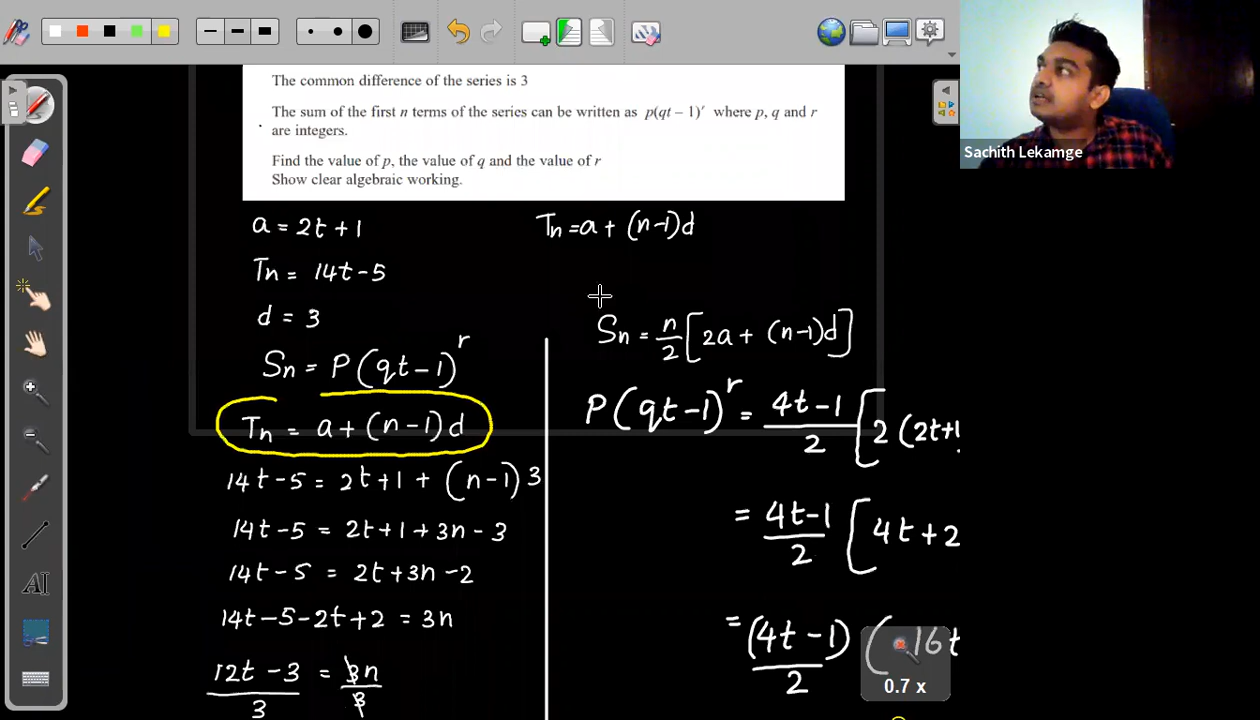 The common difference of the series is 3
The sum of the first n terms of the series can be written as p(qt – 1)^r where p, q and r
are integers.
Find the value of p, the value of q and the value of r
Show clear algebraic working.
Sachith Lekamge
a = 2t + 1
Tn = 14t - 5
d = 3
Sn = P(qt - 1)^r
Tn = a + (n-1)d
14t - 5 = 2t + 1 + (n-1)3
14t - 5 = 2t + 1 + 3n - 3
14t - 5 = 2t + 3n - 2
14t - 5 - 2t + 2 = 3n
12t - 3 / 3 = 3n / 3
Tn = a + (n-1)d
Sn = n/2 [2a + (n-1)d]
P(qt - 1)^r = 4t - 1 / 2 [2(2t+1
= 4t - 1 / 2 [4t + 2
= (4t - 1) / 2 ( 16t
AI
0.7 x